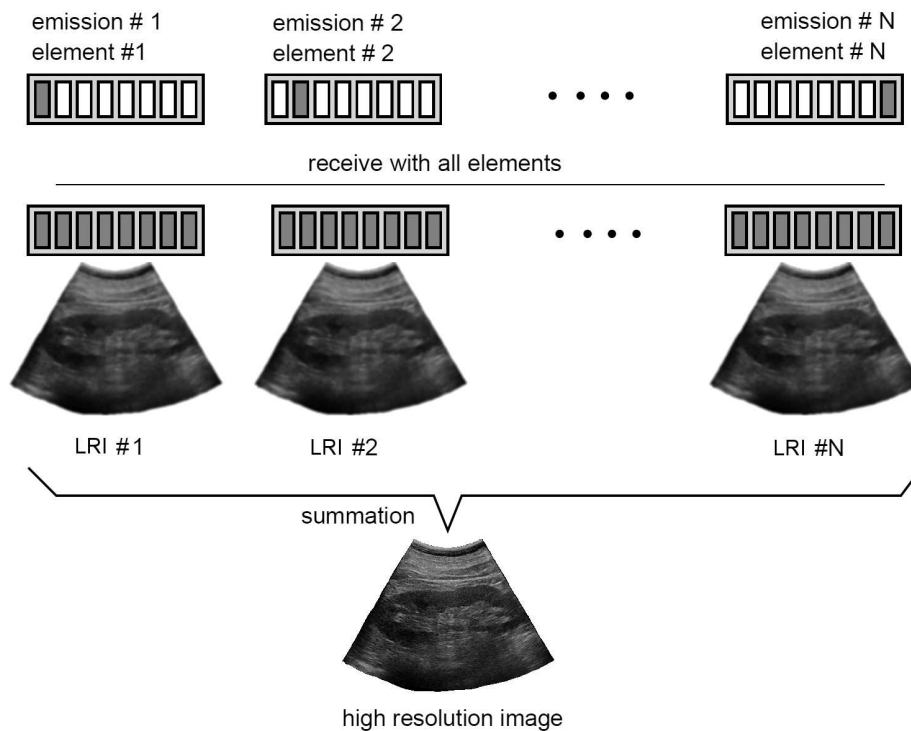 emission # 1
element #1
emission # 2
element # 2
emission # N
element # N
receive with all elements
LRI #1
LRI #2
LRI #N
summation
high resolution image